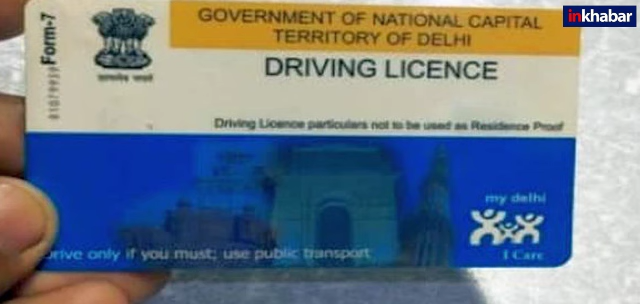 inkhabar
Form-7
GOVERNMENT OF NATIONAL CAPITAL
TERRITORY OF DELHI
DRIVING LICENCE
Driving Licence particulars not to be used as Residence Proof
my delhi
I Care
Drive only if you must; use public transport